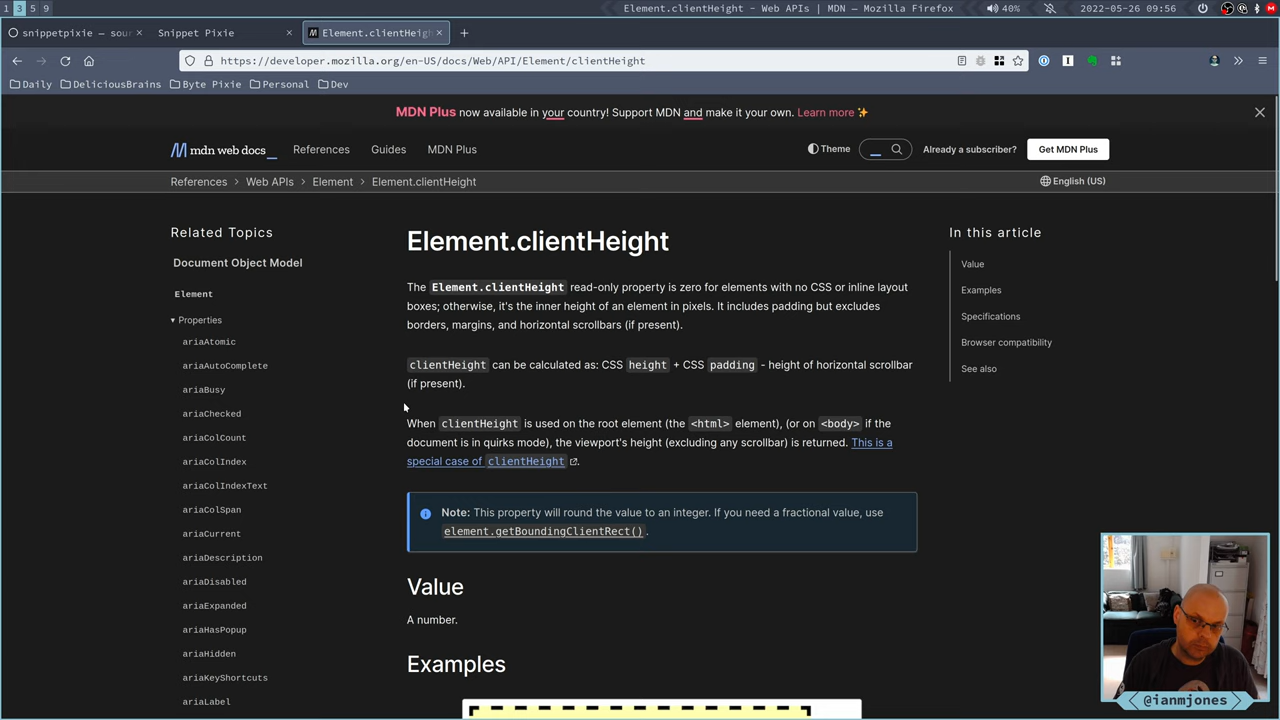 1 3 5 9
Element.clientHeight - Web APIs | MDN — Mozilla Firefox
40%
2022-05-26 09:56
snippetpixie — sour
Snippet Pixie
Element.clientHeigh
https://developer.mozilla.org/en-US/docs/Web/API/Element/clientHeight
Daily
DeliciousBrains
Byte Pixie
Personal
Dev
MDN Plus now available in your country! Support MDN and make it your own. Learn more ✨
mdn web docs_
References
Guides
MDN Plus
Theme
Already a subscriber?
Get MDN Plus
References > Web APIs > Element > Element.clientHeight
English (US)
Related Topics
Document Object Model
Element
Properties
ariaAtomic
ariaAutoComplete
ariaBusy
ariaChecked
ariaColCount
ariaColIndex
ariaColIndexText
ariaColSpan
ariaCurrent
ariaDescription
ariaDisabled
ariaExpanded
ariaHasPopup
ariaHidden
ariaKeyShortcuts
ariaLabel
Element.clientHeight
The Element.clientHeight read-only property is zero for elements with no CSS or inline layout
boxes; otherwise, it's the inner height of an element in pixels. It includes padding but excludes
borders, margins, and horizontal scrollbars (if present).
clientHeight can be calculated as: CSS height + CSS padding - height of horizontal scrollbar
(if present).
When clientHeight is used on the root element (the <html> element), (or on <body> if the
document is in quirks mode), the viewport's height (excluding any scrollbar) is returned. This is a
special case of clientHeight.
Note: This property will round the value to an integer. If you need a fractional value, use
element.getBoundingClientRect().
Value
A number.
Examples
In this article
Value
Examples
Specifications
Browser compatibility
See also
@ianmjones